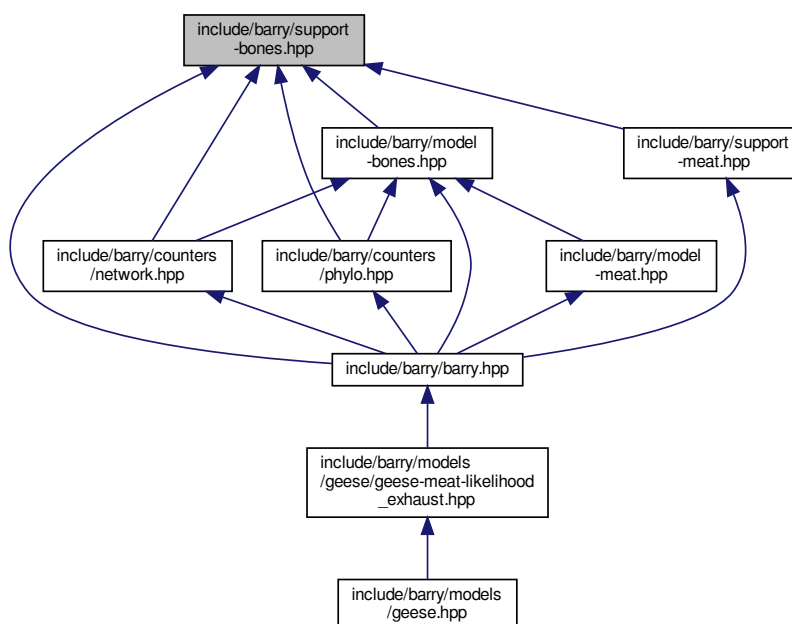 include/barry/support
-bones.hpp
include/barry/model
-bones.hpp
include/barry/support
-meat.hpp
include/barry/counters
/network.hpp
include/barry/counters
/phylo.hpp
include/barry/model
-meat.hpp
include/barry/barry.hpp
include/barry/models
/geese/geese-meat-likelihood
_exhaust.hpp
include/barry/models
/geese.hpp